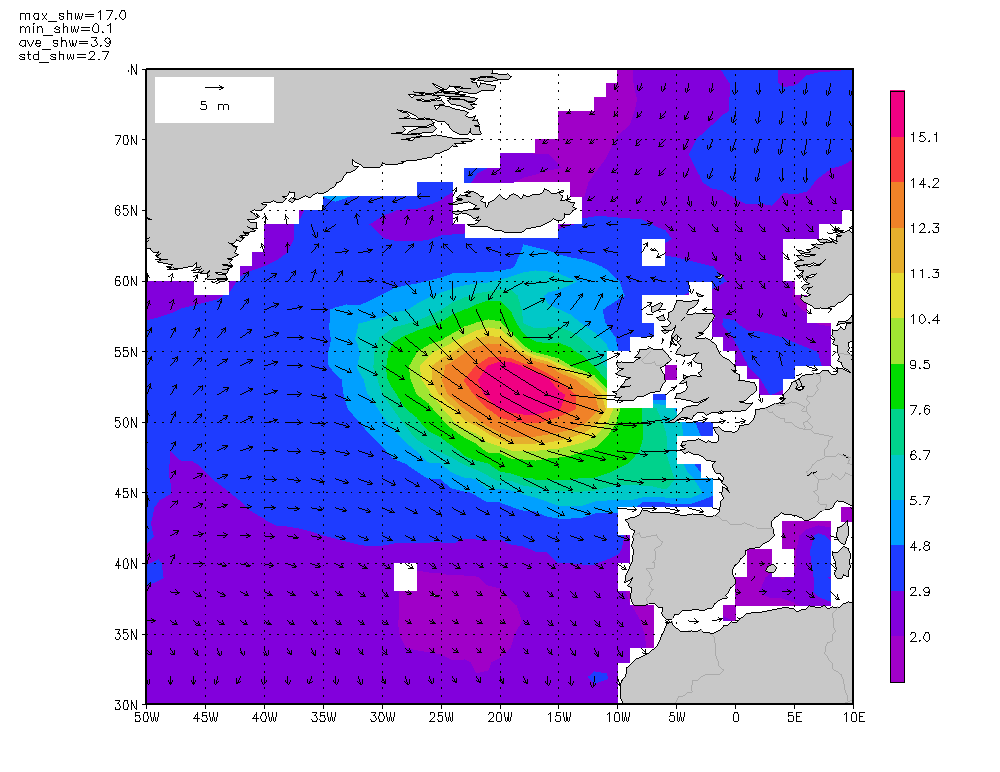 max_shw=17.0
min_shw=0.1
ave_shw=3.9
std_shw=2.7
N
5 m
70N
65N
60N
55N
50N
45N
40N
35N
30N
50W 45W 40W 35W 30W 25W 20W 15W 10W 5W 0 5E 10E
15.1
14.2
12.3
11.3
10.4
9.5
7.6
6.7
5.7
4.8
2.9
2.0